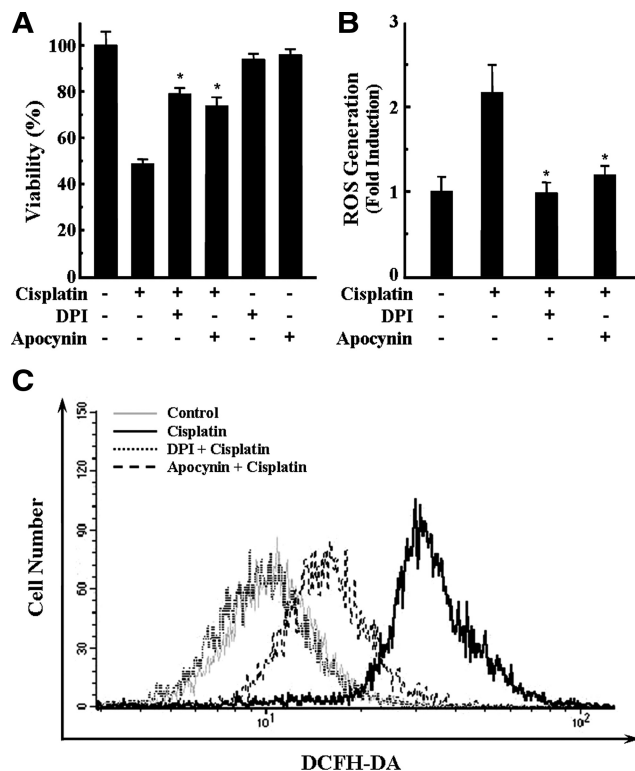 A
Viability (%)
100
80
60
40
20
0
Cisplatin - + + + - -
DPI - - + - + -
Apocynin - - - + - +
* *
B
ROS Generation
(Fold Induction)
3
2
1
0
* *
Cisplatin - + + +
DPI - - + -
Apocynin - - - +
C
Control
Cisplatin
DPI + Cisplatin
Apocynin + Cisplatin
Cell Number
150
120
90
60
30
0
10¹ 10²
DCFH-DA